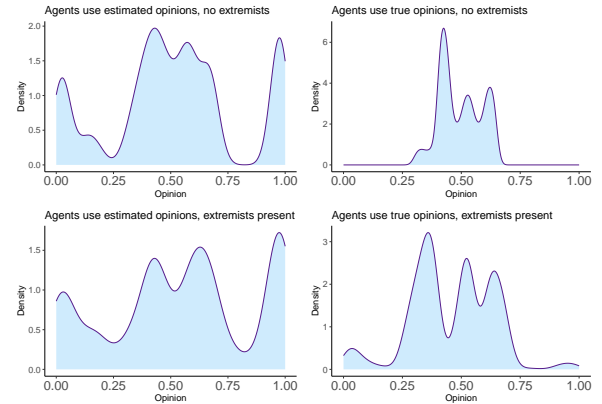 Agents use estimated opinions, no extremists
Agents use true opinions, no extremists
2.0
1.5
1.0
0.5
0.0
Density
0.00 0.25 0.50 0.75 1.00
Opinion
6
4
2
0
Density
0.00 0.25 0.50 0.75 1.00
Opinion
Agents use estimated opinions, extremists present
Agents use true opinions, extremists present
1.5
1.0
0.5
0.0
Density
0.00 0.25 0.50 0.75 1.00
Opinion
3
2
1
0
Density
0.00 0.25 0.50 0.75 1.00
Opinion